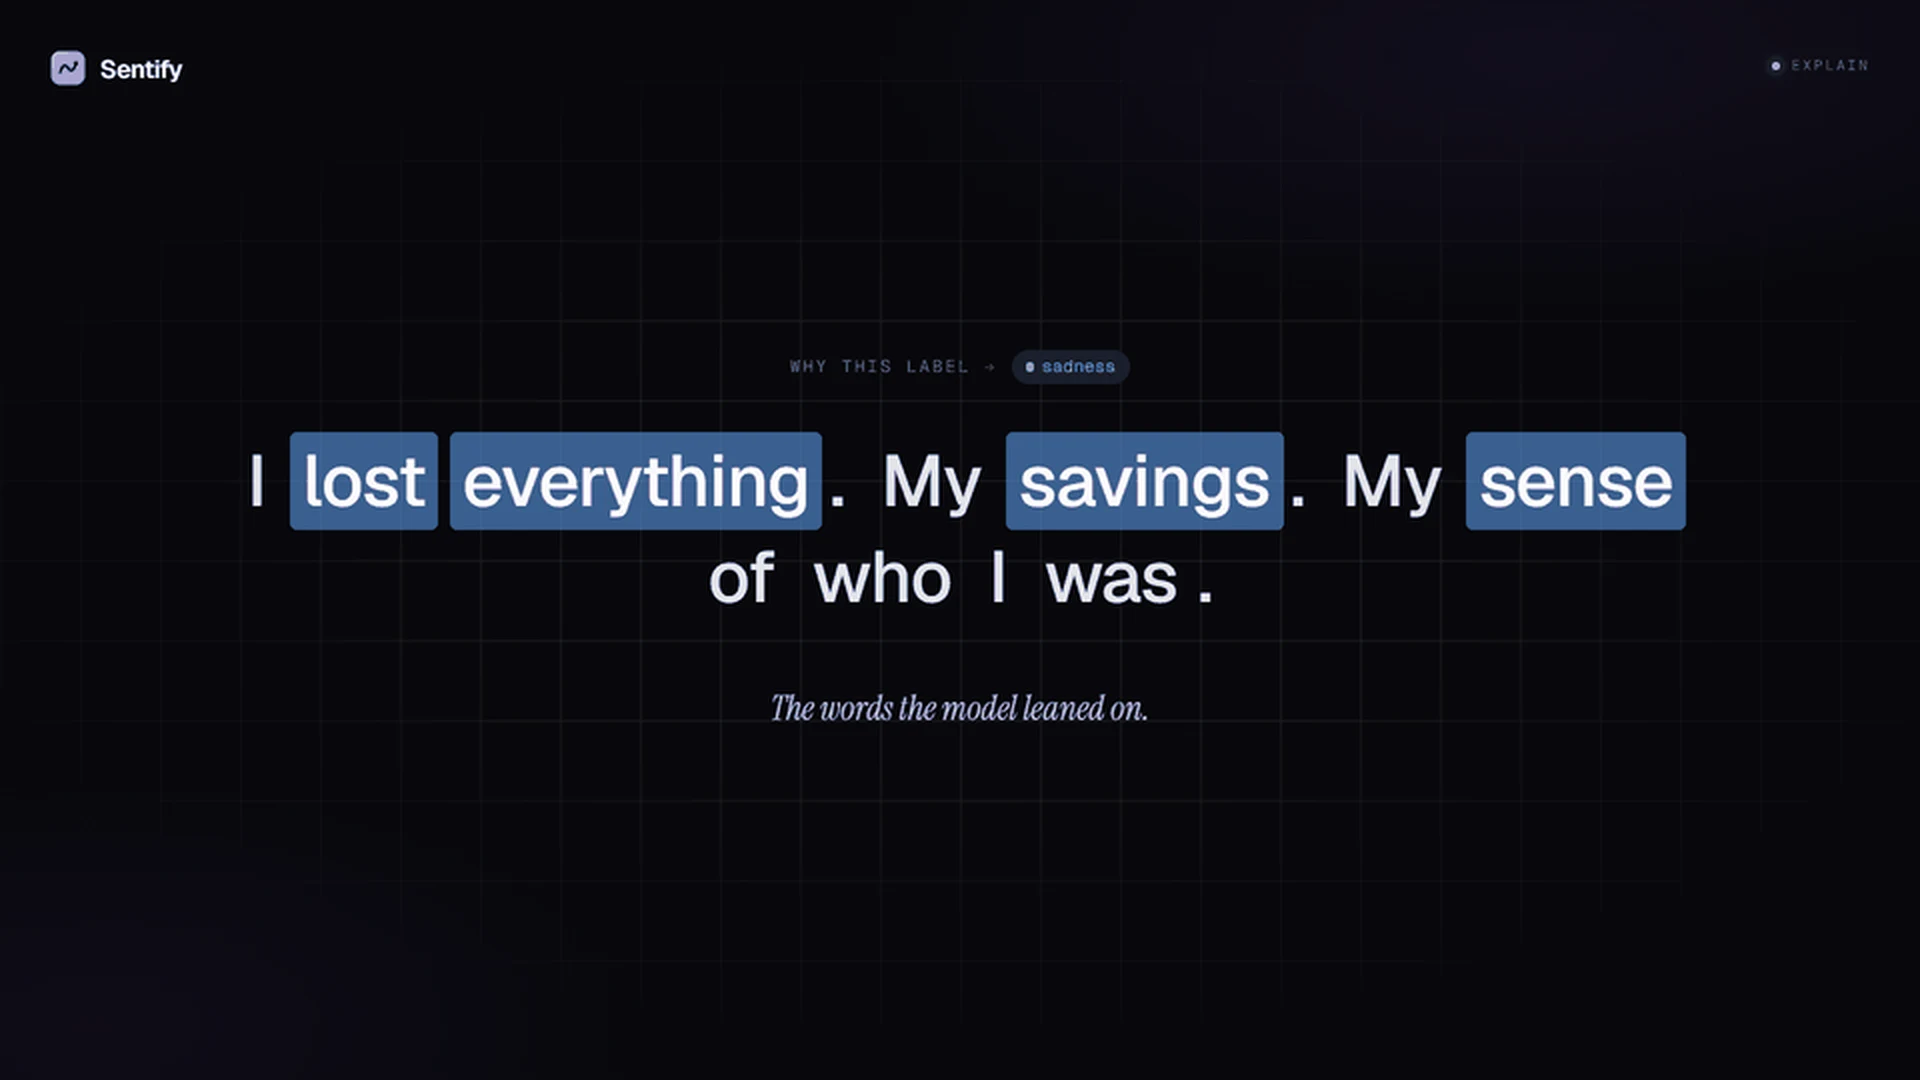 Sentify
EXPLAIN
WHY THIS LABEL → sadness
I lost everything. My savings. My sense
of who I was.
The words the model leaned on.